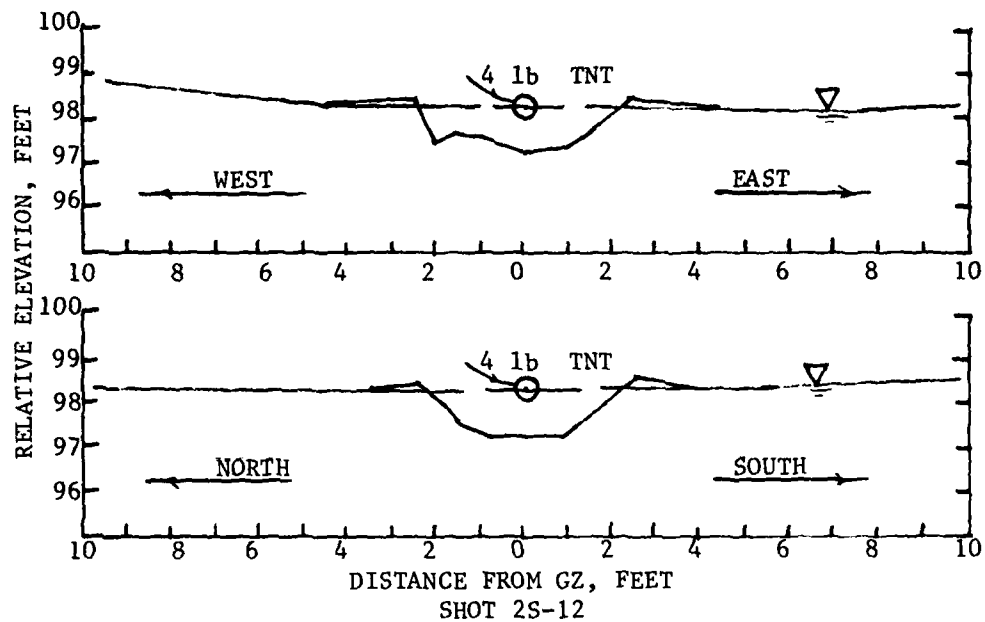 RELATIVE ELEVATION, FEET
100
99
98
97
96
4 lb TNT
WEST
EAST
10 8 6 4 2 0 2 4 6 8 10
100
99
98
97
96
4 lb TNT
NORTH
SOUTH
10 8 6 4 2 0 2 4 6 8 10
DISTANCE FROM GZ, FEET
SHOT 2S-12